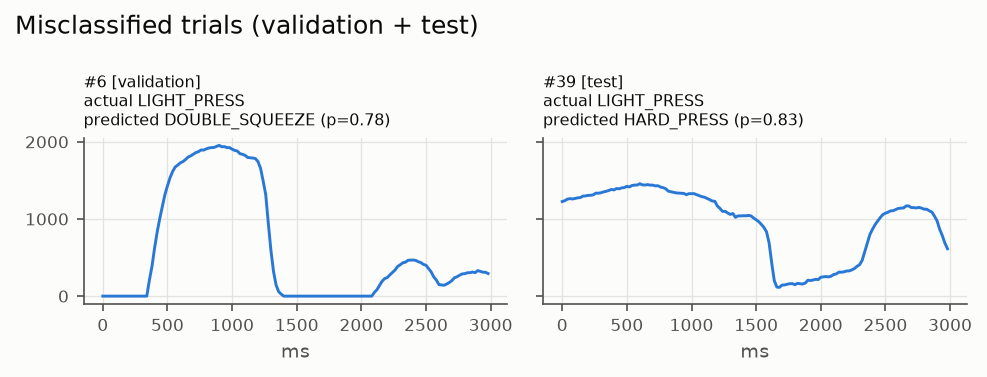 Misclassified trials (validation + test)
#6 [validation]
actual LIGHT_PRESS
predicted DOUBLE_SQUEEZE (p=0.78)
#39 [test]
actual LIGHT_PRESS
predicted HARD_PRESS (p=0.83)
2000
1000
0
0 500 1000 1500 2000 2500 3000
ms
0 500 1000 1500 2000 2500 3000
ms